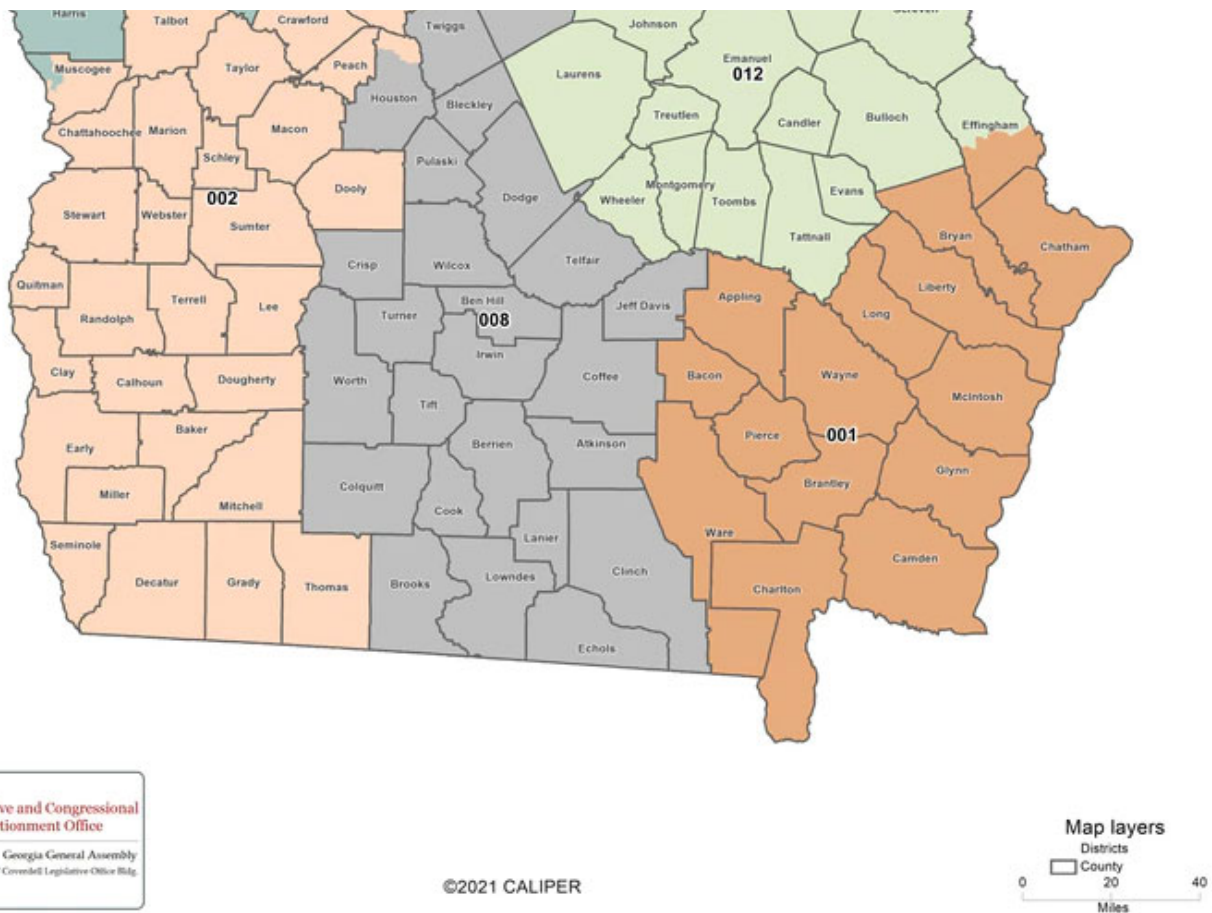 Harris
Talbot
Crawford
Twiggs
Johnson
Screven
Muscogee
Taylor
Peach
Laurens
Emanuel
012
Houston
Bleckley
Treutlen
Candler
Bulloch
Effingham
Chattahoochee
Marion
Macon
Schley
Pulaski
Dooly
Dodge
Wheeler
Montgomery
Toombs
Evans
002
Stewart
Webster
Sumter
Tattnall
Bryan
Chatham
Crisp
Wilcox
Telfair
Quitman
Terrell
Lee
Liberty
Randolph
Turner
Ben Hill
008
Jeff Davis
Appling
Long
Irwin
Clay
Calhoun
Dougherty
Worth
Coffee
Bacon
Wayne
McIntosh
Tift
Baker
Early
Berrien
Atkinson
Pierce
001
Miller
Colquitt
Brantley
Glynn
Mitchell
Cook
Seminole
Lanier
Ware
Camden
Decatur
Grady
Thomas
Brooks
Lowndes
Clinch
Charlton
Echols
ve and Congressional
tionment Office
Georgia General Assembly
Coverdell Legislative Office Bldg.
©2021 CALIPER
Map layers
Districts
County
0 20 40
Miles